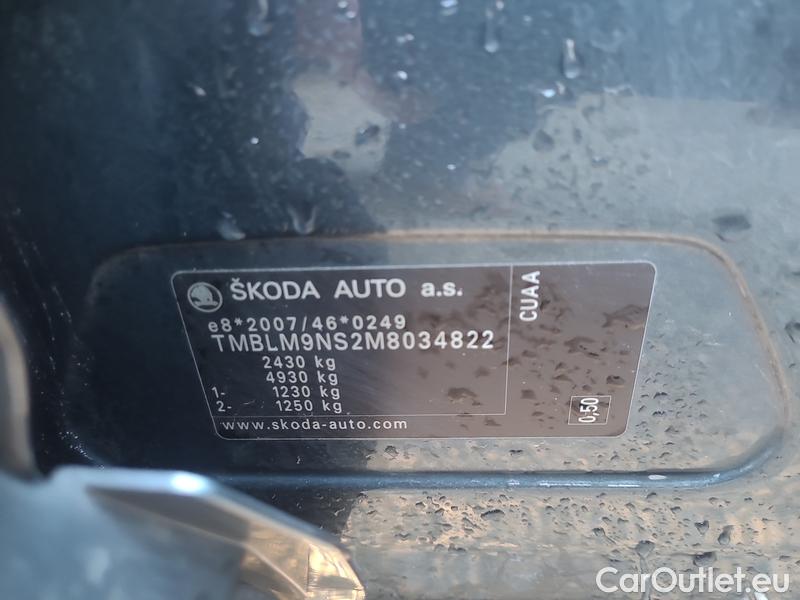 ŠKODA AUTO a.s.
e8*2007/46*0249
TMBLM9NS2M8034822
2430 kg
4930 kg
1- 1230 kg
2- 1250 kg
www.skoda-auto.com
CUAA
0,50
CarOutlet.eu